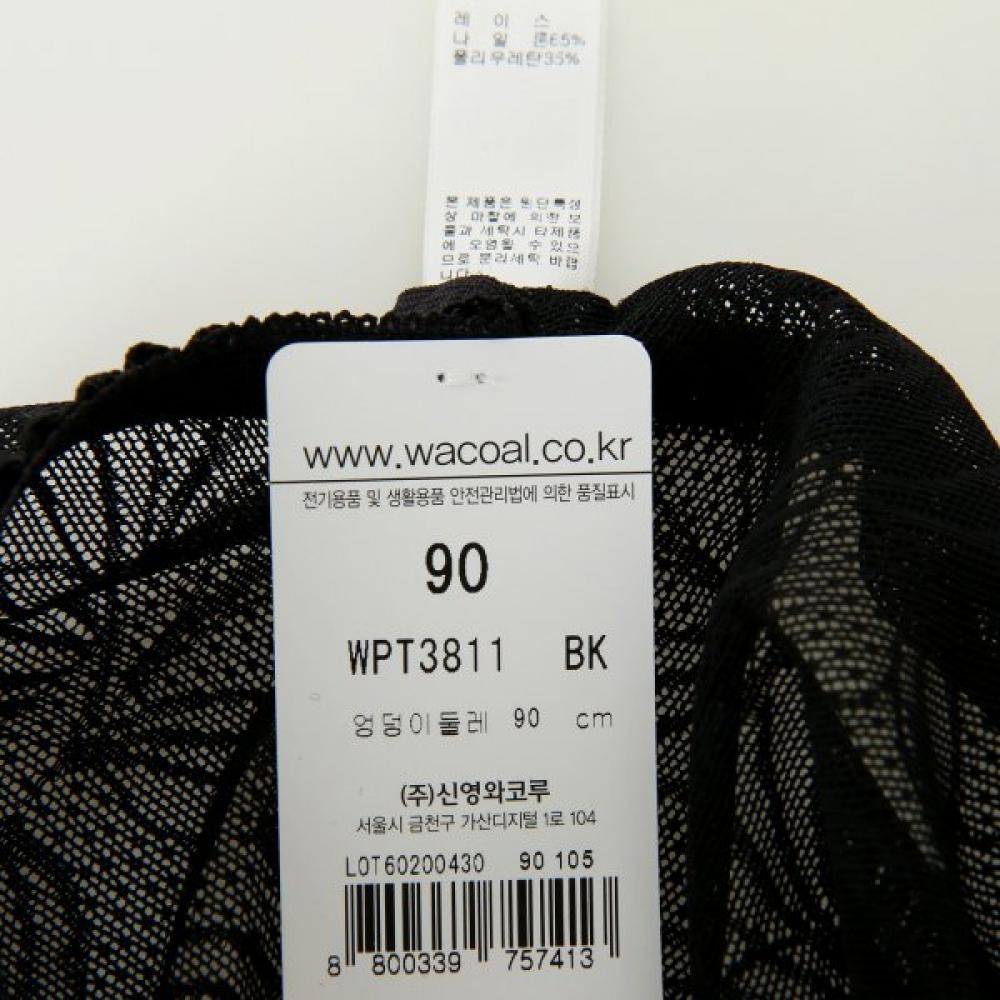 레 이 스
나 일 론65%
폴리우레탄35%
본 제품은 원단특성
상 마찰에 의한 보
풀과 세탁시 타제품
에 오염될 수 있으
므로 분리세탁 바랍
니다.
www.wacoal.co.kr
전기용품 및 생활용품 안전관리법에 의한 품질표시
90
WPT3811 BK
엉덩이둘레 90 cm
(주)신영와코루
서울시 금천구 가산디지털 1로 104
LOT60200430 90 105
8 800339 757413